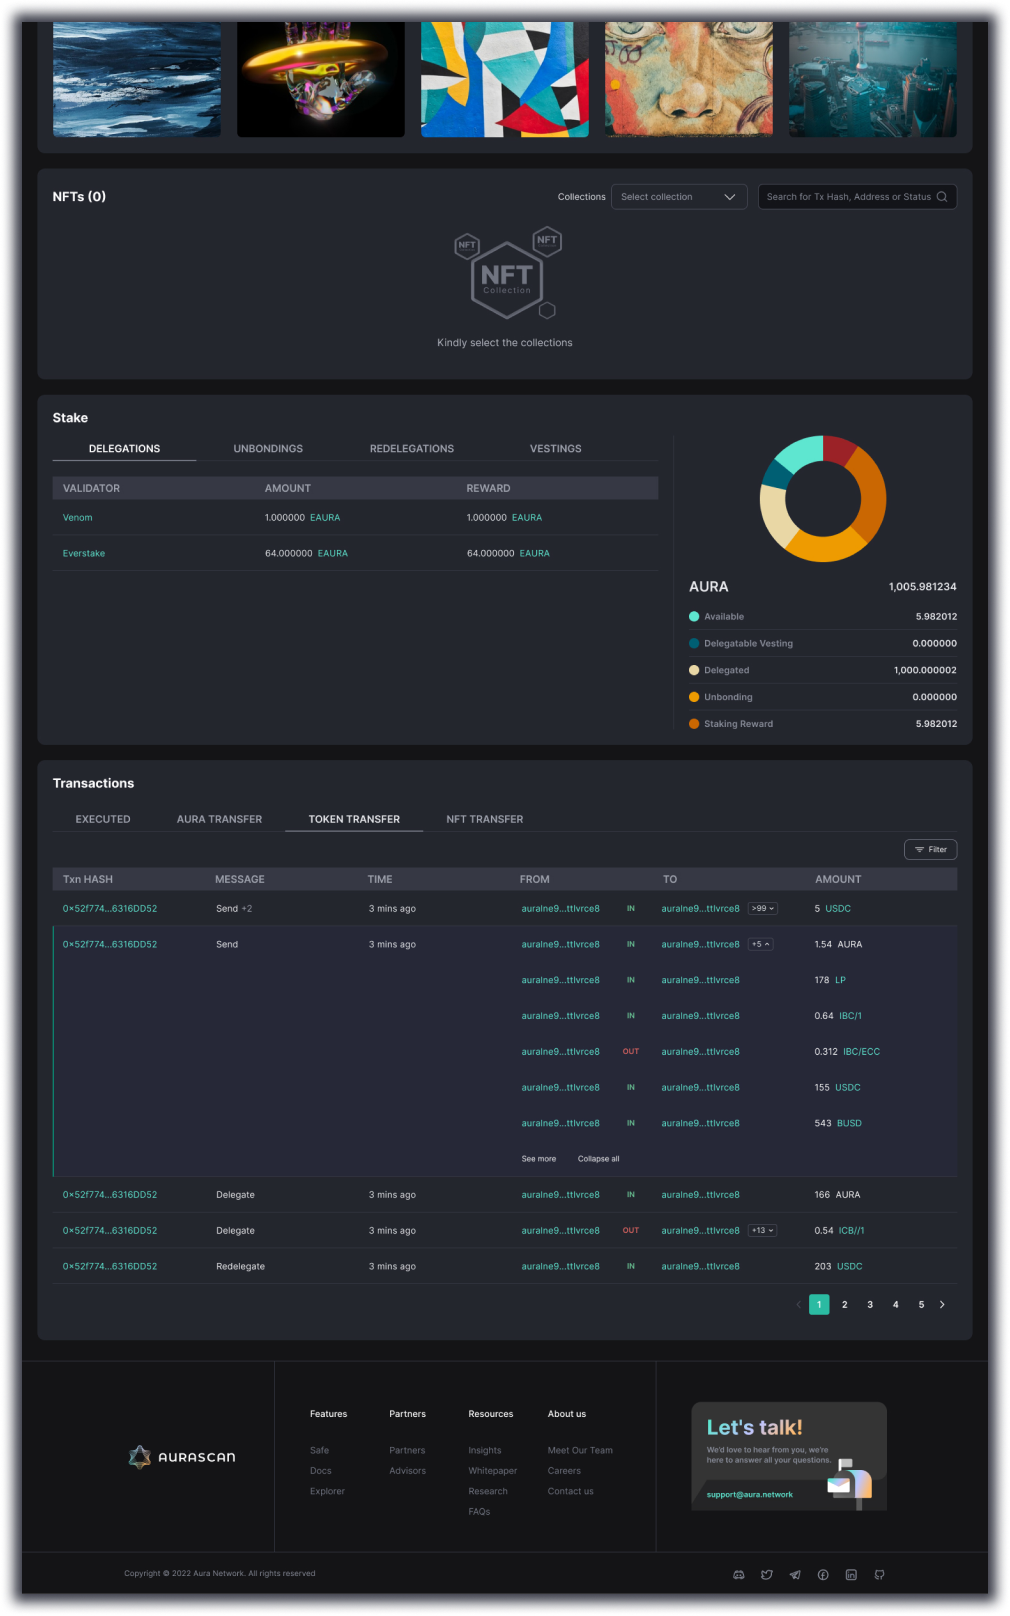 NFTs (0)
Collections Select collection Search for Tx Hash, Address or Status
NFT NFT
NFT
Collection
Kindly select the collections
Stake
DELEGATIONS UNBONDINGS REDELEGATIONS VESTINGS
VALIDATOR AMOUNT REWARD
Venom 1.000000 EAURA 1.000000 EAURA
Everstake 64.000000 EAURA 64.000000 EAURA
AURA 1,005.981234
Available 5.982012
Delegatable Vesting 0.000000
Delegated 1,000.000002
Unbonding 0.000000
Staking Reward 5.982012
Transactions
EXECUTED AURA TRANSFER TOKEN TRANSFER NFT TRANSFER
Filter
Txn HASH MESSAGE TIME FROM TO AMOUNT
0×52f774...6316DD52 Send +2 3 mins ago auralne9...ttlvrce8 IN auralne9...ttlvrce8 >99 5 USDC
0×52f774...6316DD52 Send 3 mins ago auralne9...ttlvrce8 IN auralne9...ttlvrce8 +5 1.54 AURA
auralne9...ttlvrce8 IN auralne9...ttlvrce8 178 LP
auralne9...ttlvrce8 IN auralne9...ttlvrce8 0.64 IBC/1
auralne9...ttlvrce8 OUT auralne9...ttlvrce8 0.312 IBC/ECC
auralne9...ttlvrce8 IN auralne9...ttlvrce8 155 USDC
auralne9...ttlvrce8 IN auralne9...ttlvrce8 543 BUSD
See more Collapse all
0×52f774...6316DD52 Delegate 3 mins ago auralne9...ttlvrce8 IN auralne9...ttlvrce8 166 AURA
0×52f774...6316DD52 Delegate 3 mins ago auralne9...ttlvrce8 OUT auralne9...ttlvrce8 +13 0.54 ICB//1
0×52f774...6316DD52 Redelegate 3 mins ago auralne9...ttlvrce8 IN auralne9...ttlvrce8 203 USDC
1 2 3 4 5
AURASCAN
Features Partners Resources About us
Safe Partners Insights Meet Our Team
Docs Advisors Whitepaper Careers
Explorer Research Contact us
FAQs
Let's talk!
We'd love to hear from you, we're
here to answer all your questions.
support@aura.network
Copyright © 2022 Aura Network. All rights reserved